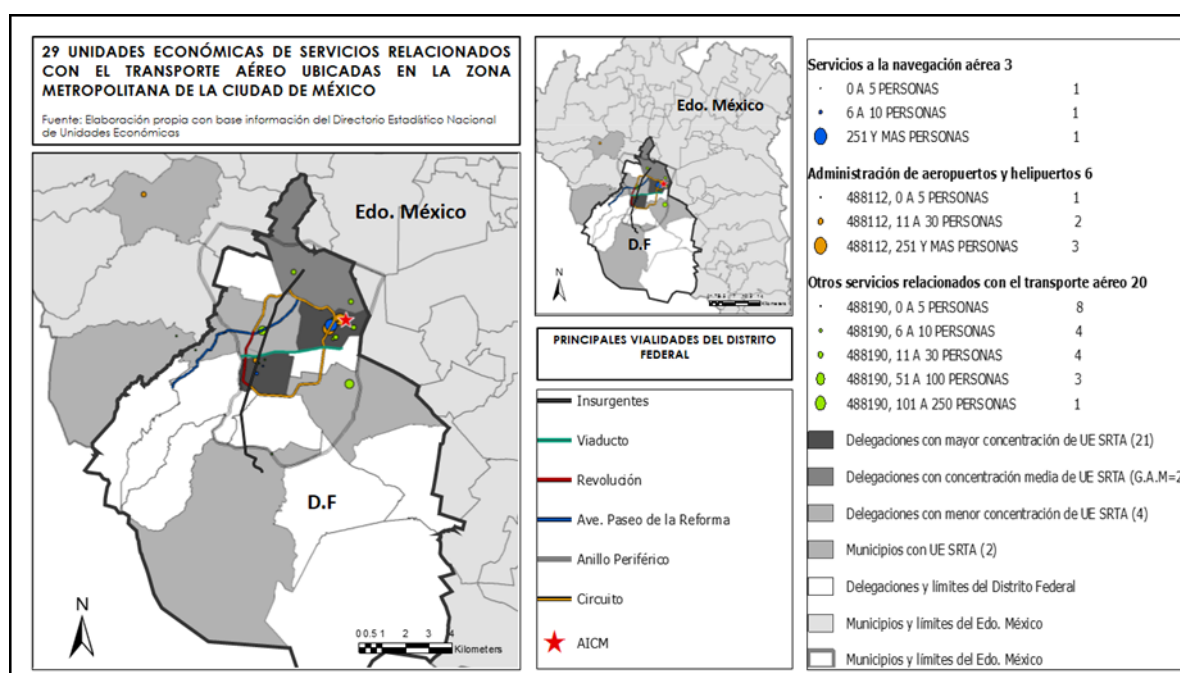 29 UNIDADES ECONÓMICAS DE SERVICIOS RELACIONADOS
CON EL TRANSPORTE AÉREO UBICADAS EN LA ZONA
METROPOLITANA DE LA CIUDAD DE MÉXICO
Fuente: Elaboración propia con base información del Directorio Estadístico Nacional
de Unidades Económicas
Edo. México
D.F
N
0 0.5 1 2 3 4
Kilometers
Edo. México
D.F
N
Kilometers
PRINCIPALES VIALIDADES DEL DISTRITO
FEDERAL
Insurgentes
Viaducto
Revolución
Ave. Paseo de la Reforma
Anillo Periférico
Circuito
AICM
Servicios a la navegación aérea 3
0 A 5 PERSONAS 1
6 A 10 PERSONAS 1
251 Y MAS PERSONAS 1
Administración de aeropuertos y helipuertos 6
488112, 0 A 5 PERSONAS 1
488112, 11 A 30 PERSONAS 2
488112, 251 Y MAS PERSONAS 3
Otros servicios relacionados con el transporte aéreo 20
488190, 0 A 5 PERSONAS 8
488190, 6 A 10 PERSONAS 4
488190, 11 A 30 PERSONAS 4
488190, 51 A 100 PERSONAS 3
488190, 101 A 250 PERSONAS 1
Delegaciones con mayor concentración de UE SRTA (21)
Delegaciones con concentración media de UE SRTA (G.A.M=2
Delegaciones con menor concentración de UE SRTA (4)
Municipios con UE SRTA (2)
Delegaciones y límites del Distrito Federal
Municipios y límites del Edo. México
Municipios y límites del Edo. México